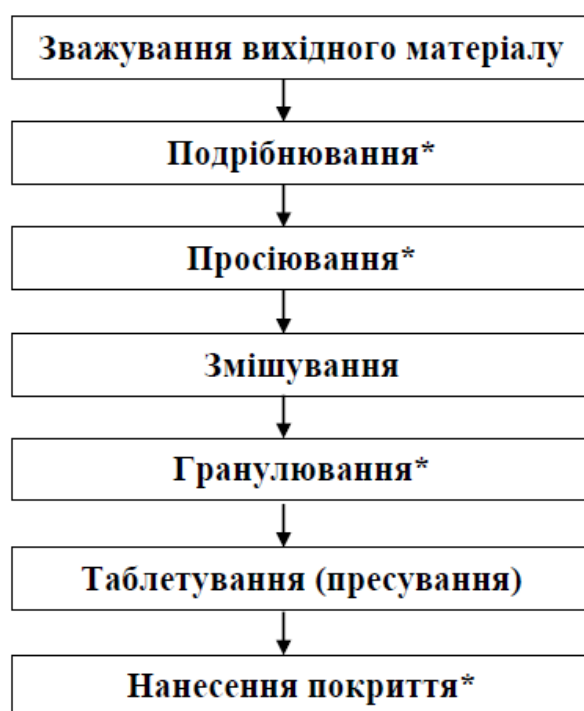 Зважування вихідного матеріалу
Подрібнювання*
Просіювання*
Змішування
Гранулювання*
Таблетування (пресування)
Нанесення покриття*